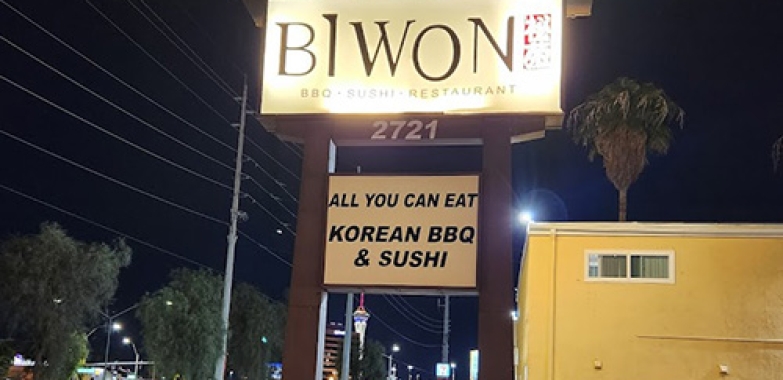 BIWON
BBQ • SUSHI • RESTAURANT
2721
ALL YOU CAN EAT
KOREAN BBQ
& SUSHI